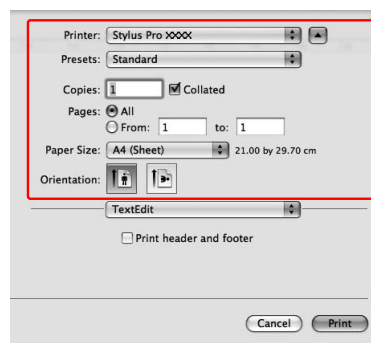 Printer: Stylus Pro XXXX
Presets: Standard
Copies: 1 Collated
Pages: All
From: 1 to: 1
Paper Size: A4 (Sheet) 21.00 by 29.70 cm
Orientation:
TextEdit
Print header and footer
Cancel Print